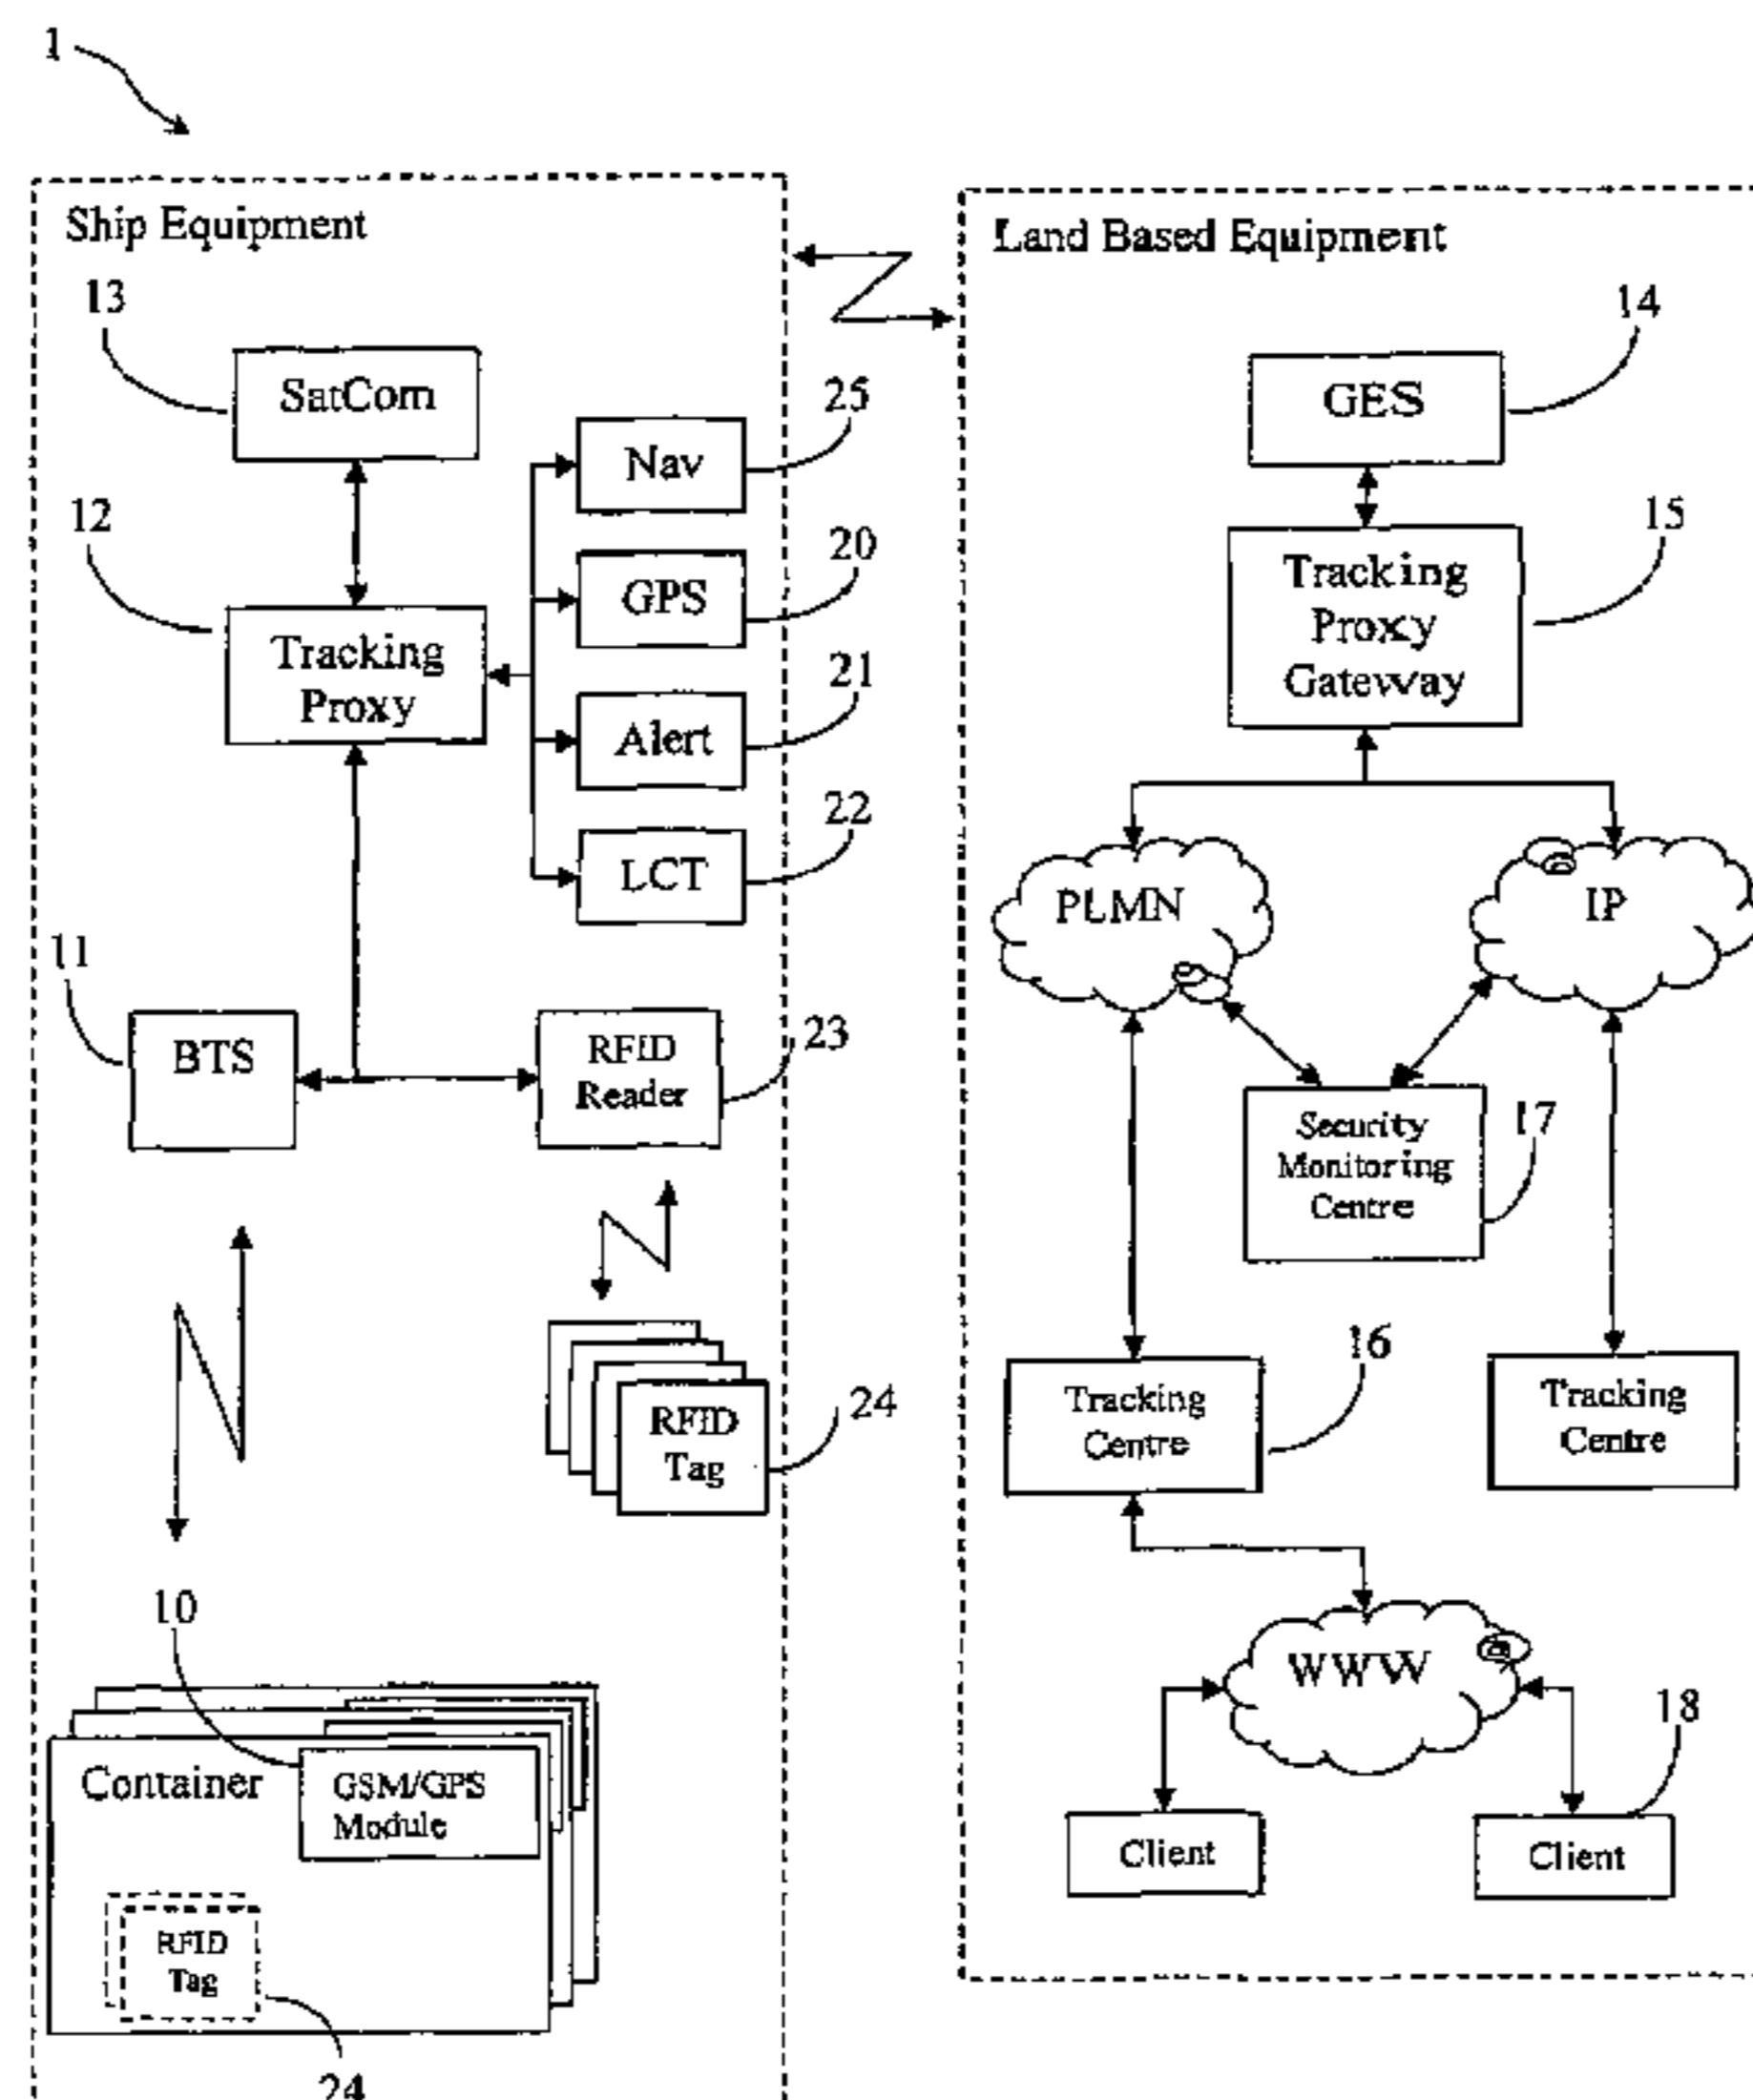 1
Ship Equipment
13
SatCom
25
Nav
12
20
GPS
Tracking
Proxy
21
Alert
22
LCT
11
BTS
RFID
Reader
23
RFID
Tag
24
10
Container
GSM/GPS
Module
RFID
Tag
24
Land Based Equipment
14
GES
15
Tracking
Proxy
Gateway
PLMN
IP
Security
Monitoring
Centre
17
16
Tracking
Centre
Tracking
Centre
WWW
18
Client
Client